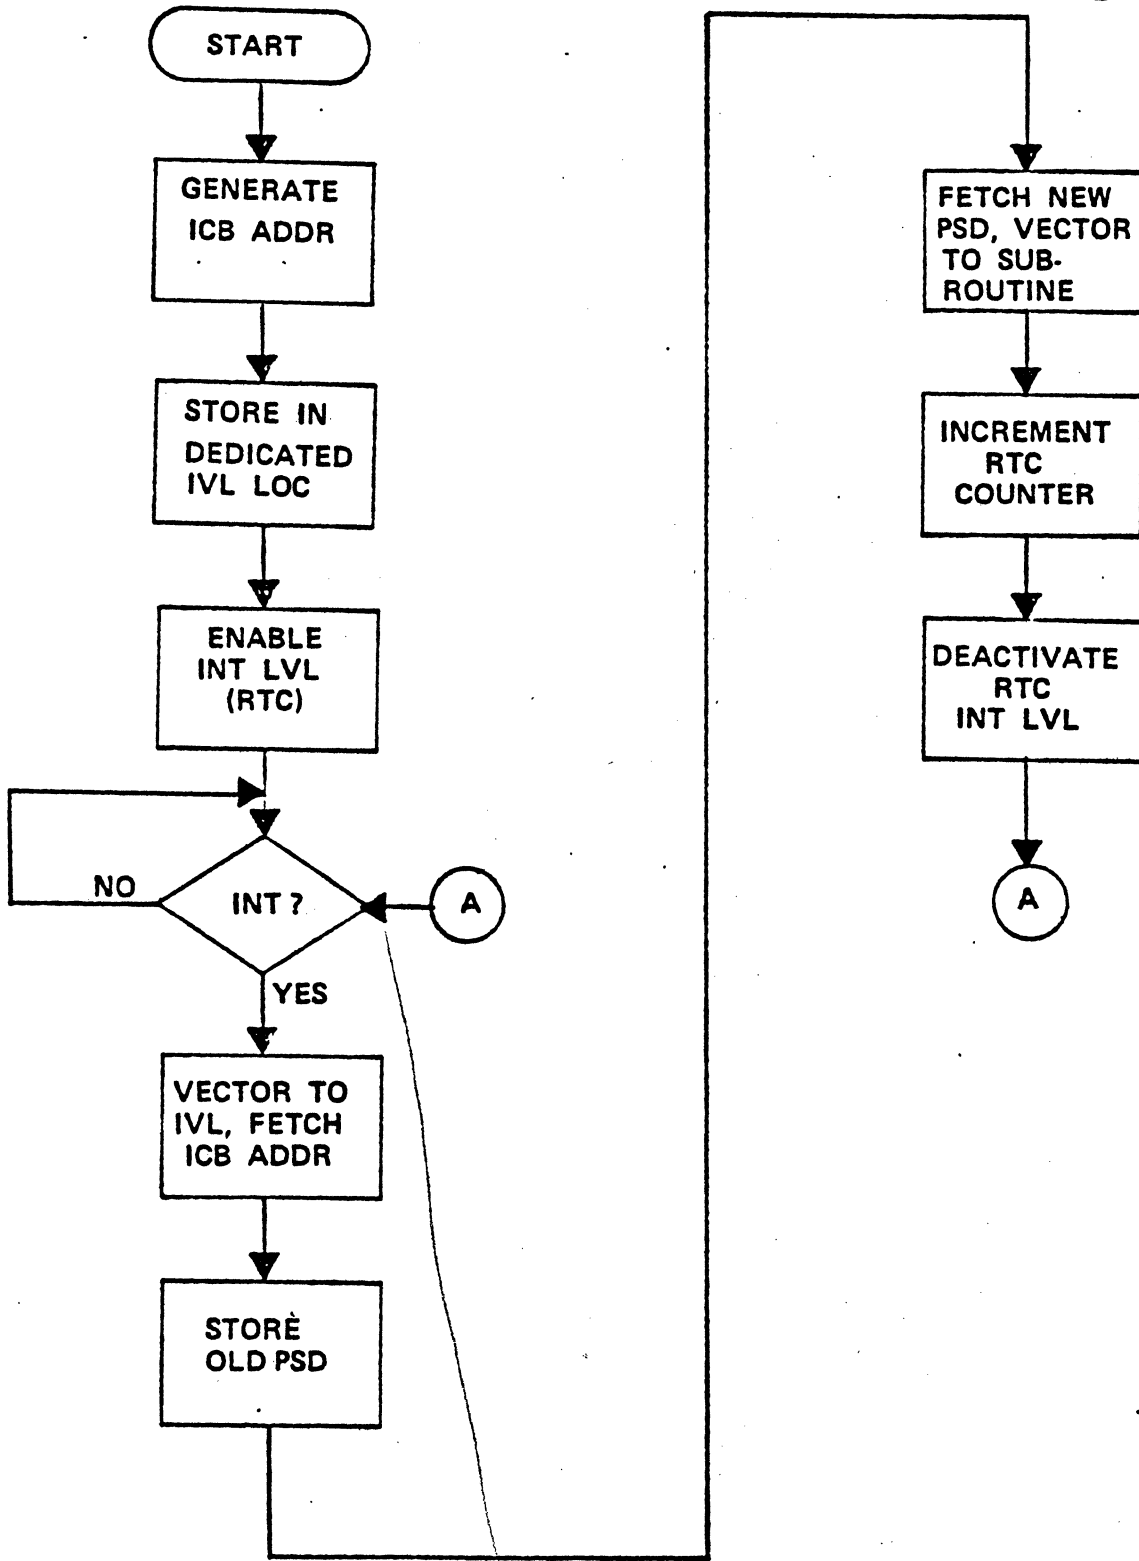 START
GENERATE
ICB ADDR
STORE IN
DEDICATED
IVL LOC
ENABLE
INT LVL
(RTC)
NO
INT ?
A
YES
VECTOR TO
IVL, FETCH
ICB ADDR
STORE
OLD PSD
FETCH NEW
PSD, VECTOR
TO SUB-
ROUTINE
INCREMENT
RTC
COUNTER
DEACTIVATE
RTC
INT LVL
A